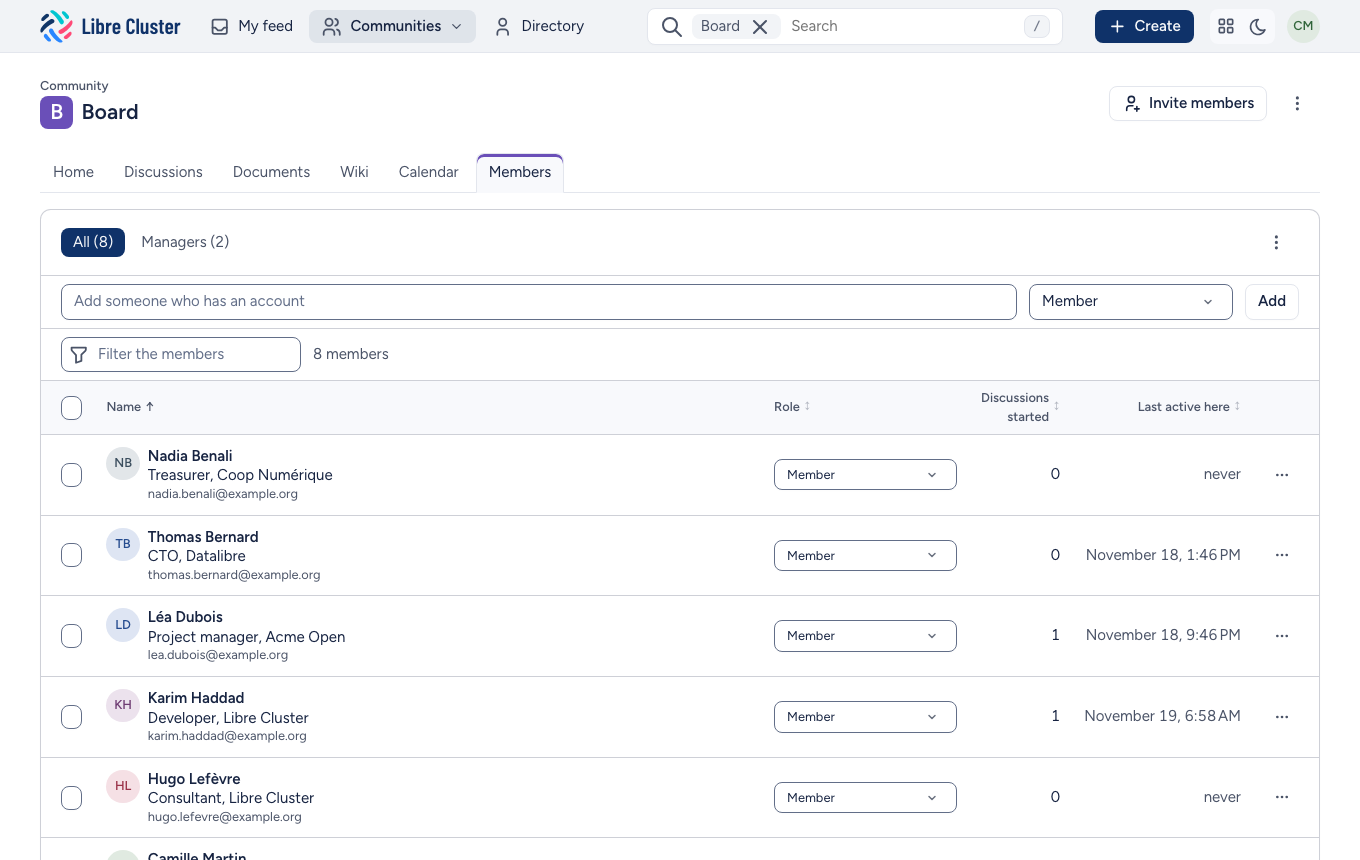 Libre Cluster
My feed
Communities
Directory
Board
Search
/
Create
CM
Community
B
Board
Invite members
Home
Discussions
Documents
Wiki
Calendar
Members
All (8)
Managers (2)
Add someone who has an account
Member
Add
Filter the members
8 members
Name ↑
Role
Discussions
started
Last active here
NB
Nadia Benali
Treasurer, Coop Numérique
nadia.benali@example.org
Member
0
never
TB
Thomas Bernard
CTO, Datalibre
thomas.bernard@example.org
Member
0
November 18, 1:46 PM
LD
Léa Dubois
Project manager, Acme Open
lea.dubois@example.org
Member
1
November 18, 9:46 PM
KH
Karim Haddad
Developer, Libre Cluster
karim.haddad@example.org
Member
1
November 19, 6:58 AM
HL
Hugo Lefèvre
Consultant, Libre Cluster
hugo.lefevre@example.org
Member
0
never
Camille Martin